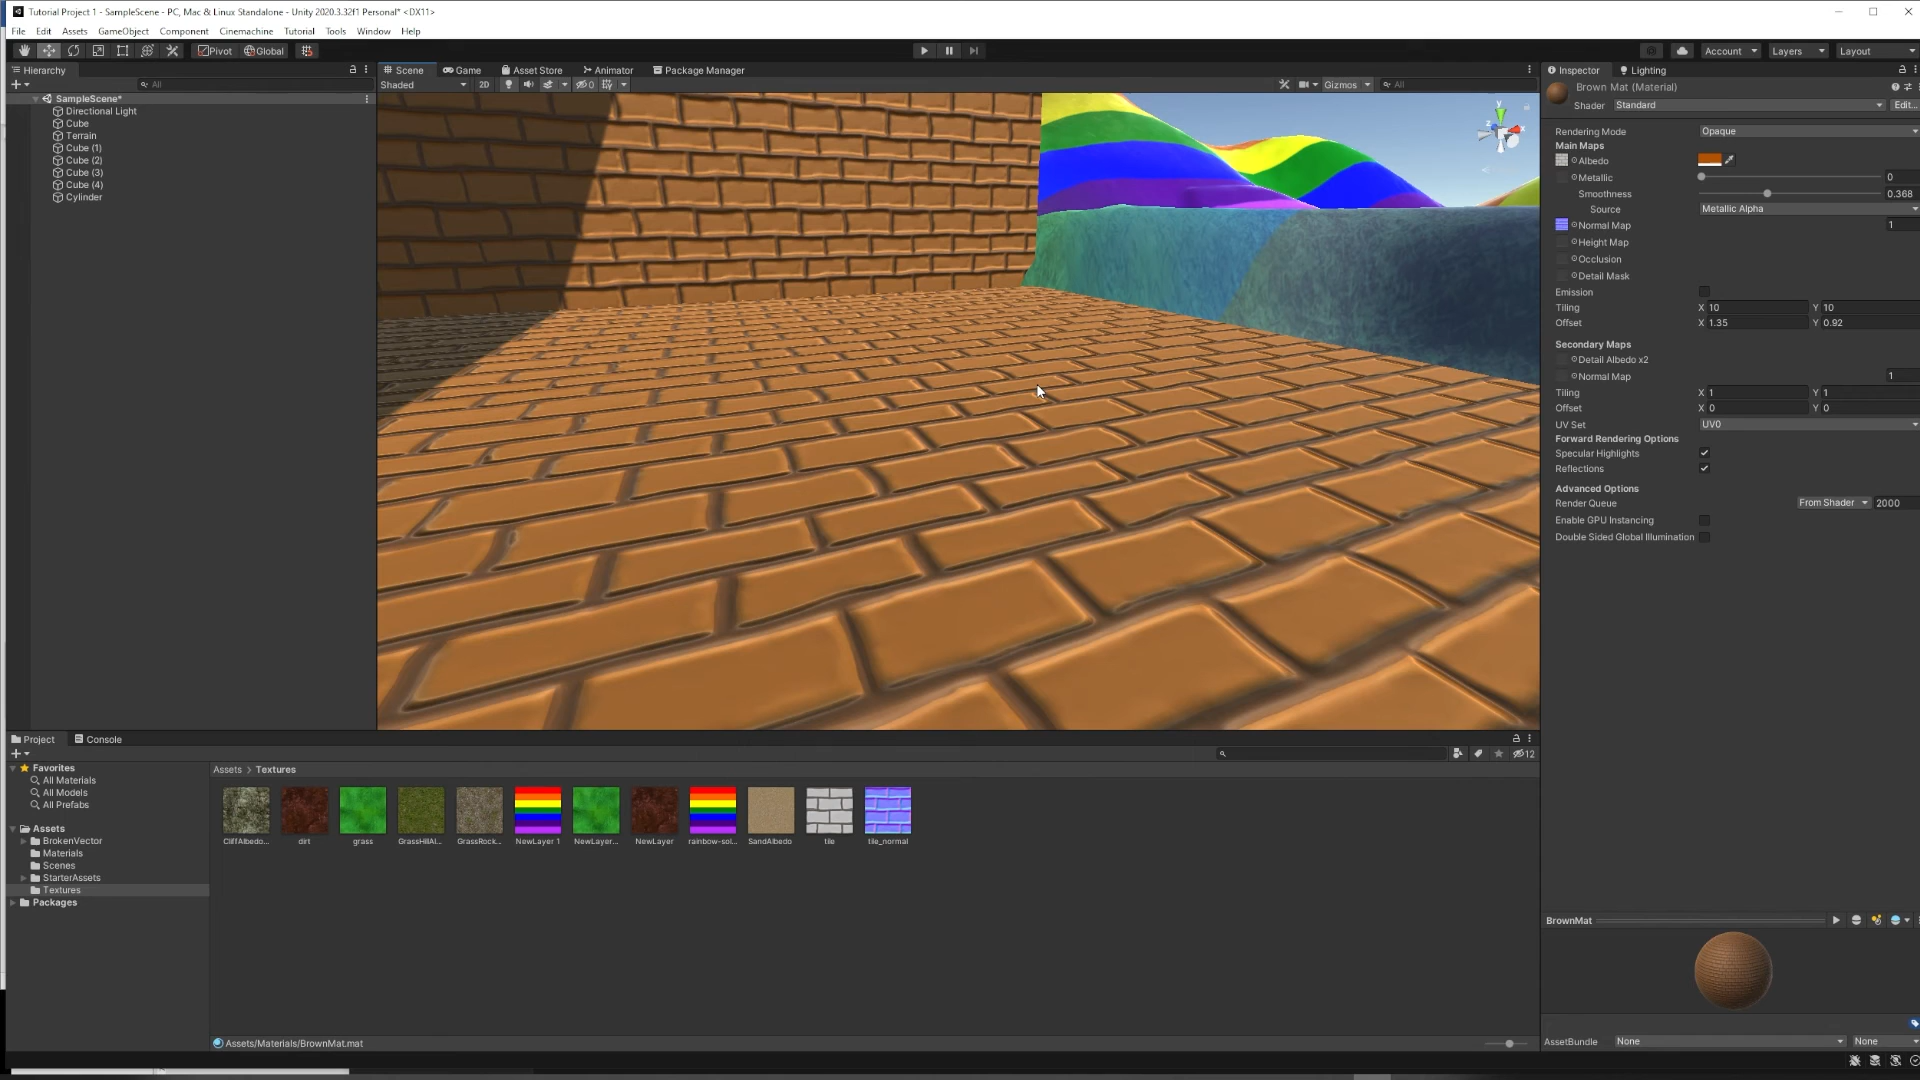 Tutorial Project 1 - SampleScene - PC, Mac & Linux Standalone - Unity 2020.3.32f1 Personal* <DX11>
File Edit Assets GameObject Component Cinemachine Tutorial Tools Window Help
Pivot Global Account Layers Layout
Hierarchy
All
SampleScene*
Directional Light
Cube
Terrain
Cube (1)
Cube (2)
Cube (3)
Cube (4)
Cylinder
Scene Game Asset Store Animator Package Manager
Shaded 2D 0 Gizmos All
y
x
z
Inspector Lighting
Brown Mat (Material)
Shader Standard Edit...
Rendering Mode Opaque
Main Maps
Albedo
Metallic 0
Smoothness 0.368
Source Metallic Alpha
Normal Map 1
Height Map
Occlusion
Detail Mask
Emission
Tiling X 10 Y 10
Offset X 1.35 Y 0.92
Secondary Maps
Detail Albedo x2
Normal Map 1
Tiling X 1 Y 1
Offset X 0 Y 0
UV Set UV0
Forward Rendering Options
Specular Highlights
Reflections
Advanced Options
Render Queue From Shader 2000
Enable GPU Instancing
Double Sided Global Illumination
BrownMat
AssetBundle None None
Project Console
12
Favorites
All Materials
All Models
All Prefabs
Assets
BrokenVector
Materials
Scenes
StarterAssets
Textures
Packages
Assets > Textures
CliffAlbedo... dirt grass GrassHillAl... GrassRock... NewLayer 1 NewLayer... NewLayer rainbow-sol... SandAlbedo tile tile_normal
Assets/Materials/BrownMat.mat